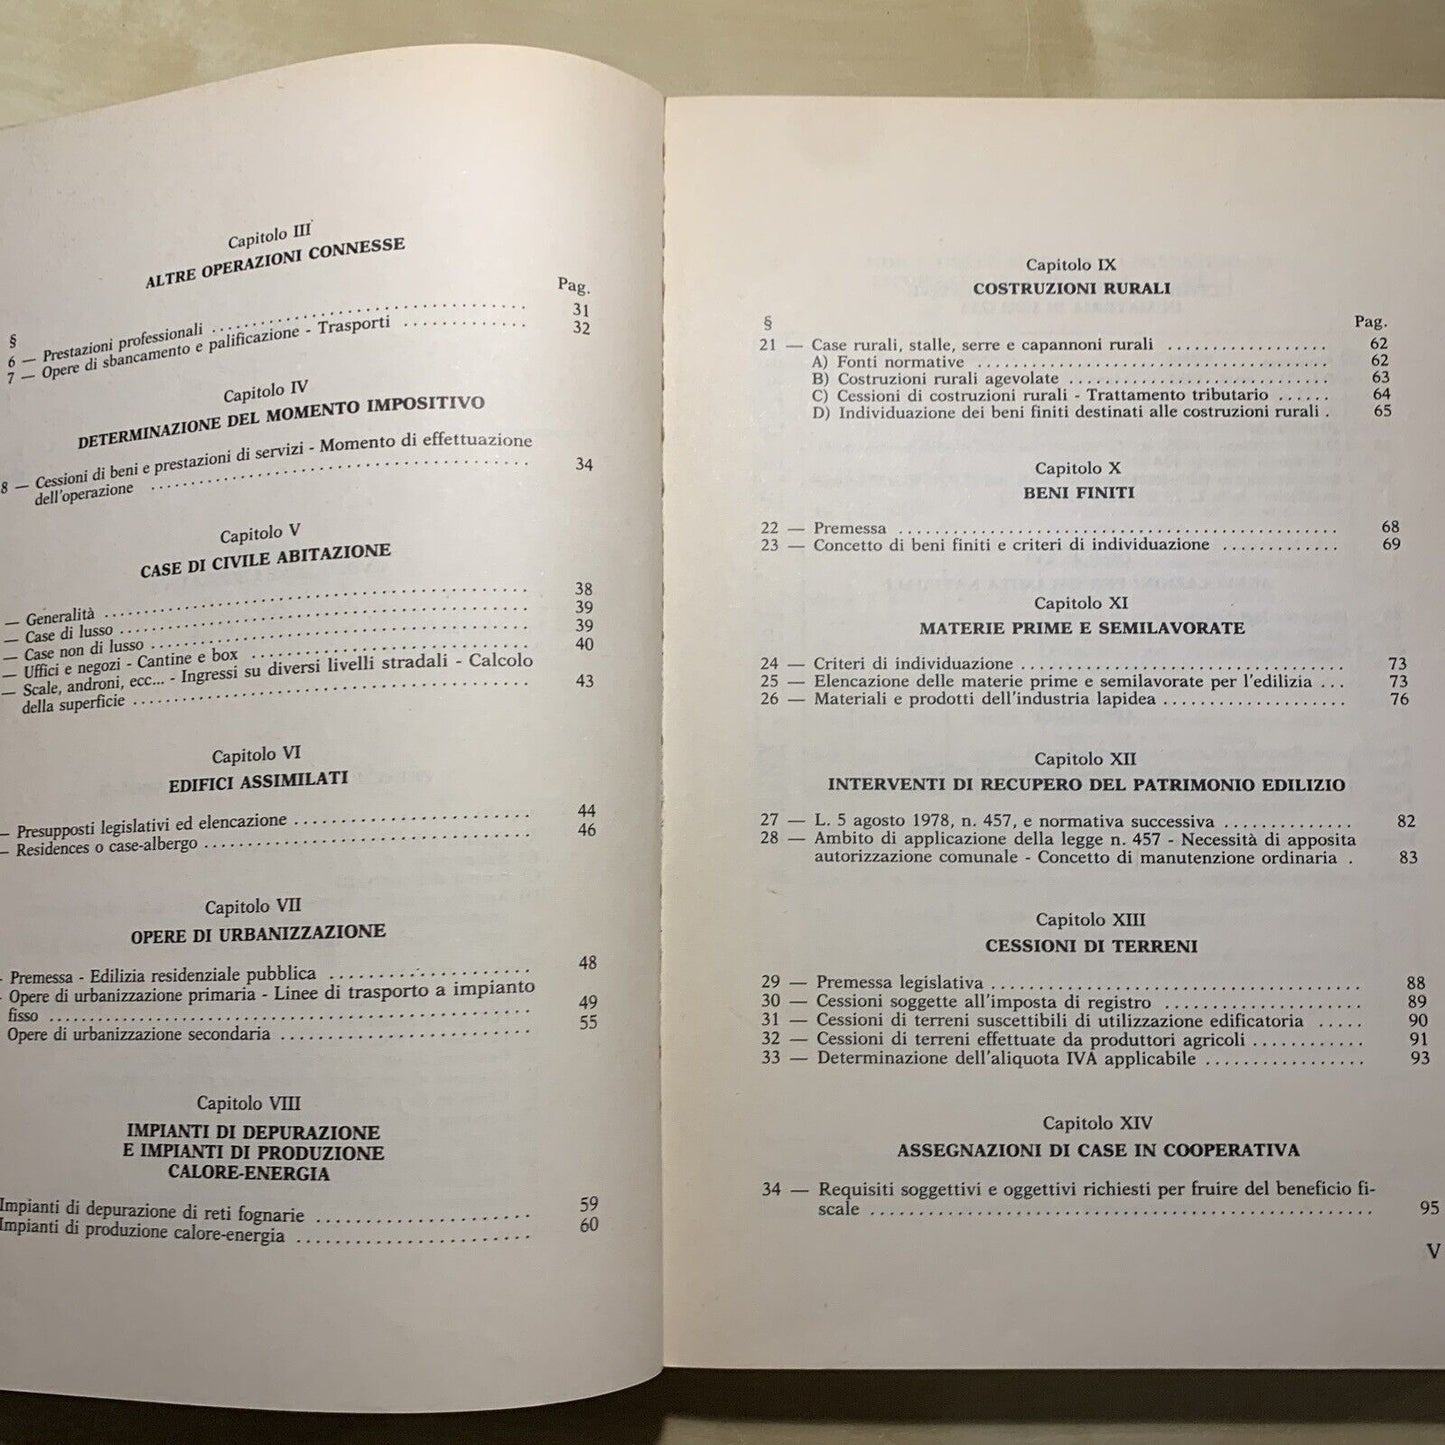 Capitolo III
ALTRE OPERAZIONI CONNESSE
§ Pag.
6 — Prestazioni professionali 31
7 — Opere di sbancamento e palificazione - Trasporti 32
Capitolo IV
DETERMINAZIONE DEL MOMENTO IMPOSITIVO
8 — Cessioni di beni e prestazioni di servizi - Momento di effettuazione
dell'operazione 34
Capitolo V
CASE DI CIVILE ABITAZIONE
— Generalità 38
— Case di lusso 39
— Case non di lusso 39
— Uffici e negozi - Cantine e box 40
— Scale, androni, ecc... - Ingressi su diversi livelli stradali - Calcolo
della superficie 43
Capitolo VI
EDIFICI ASSIMILATI
— Presupposti legislativi ed elencazione 44
— Residences o case-albergo 46
Capitolo VII
OPERE DI URBANIZZAZIONE
- Premessa - Edilizia residenziale pubblica 48
- Opere di urbanizzazione primaria - Linee di trasporto a impianto
fisso 49
Opere di urbanizzazione secondaria 55
Capitolo VIII
IMPIANTI DI DEPURAZIONE
E IMPIANTI DI PRODUZIONE
CALORE-ENERGIA
Impianti di depurazione di reti fognarie 59
Impianti di produzione calore-energia 60
Capitolo IX
COSTRUZIONI RURALI
§ Pag.
21 — Case rurali, stalle, serre e capannoni rurali 62
A) Fonti normative 62
B) Costruzioni rurali agevolate 63
C) Cessioni di costruzioni rurali - Trattamento tributario 64
D) Individuazione dei beni finiti destinati alle costruzioni rurali . 65
Capitolo X
BENI FINITI
22 — Premessa 68
23 — Concetto di beni finiti e criteri di individuazione 69
Capitolo XI
MATERIE PRIME E SEMILAVORATE
24 — Criteri di individuazione 73
25 — Elencazione delle materie prime e semilavorate per l'edilizia ... 73
26 — Materiali e prodotti dell'industria lapidea 76
Capitolo XII
INTERVENTI DI RECUPERO DEL PATRIMONIO EDILIZIO
27 — L. 5 agosto 1978, n. 457, e normativa successiva 82
28 — Ambito di applicazione della legge n. 457 - Necessità di apposita
autorizzazione comunale - Concetto di manutenzione ordinaria . 83
Capitolo XIII
CESSIONI DI TERRENI
29 — Premessa legislativa 88
30 — Cessioni soggette all'imposta di registro 89
31 — Cessioni di terreni suscettibili di utilizzazione edificatoria ..... 90
32 — Cessioni di terreni effettuate da produttori agricoli 91
33 — Determinazione dell'aliquota IVA applicabile 93
Capitolo XIV
ASSEGNAZIONI DI CASE IN COOPERATIVA
34 — Requisiti soggettivi e oggettivi richiesti per fruire del beneficio fi-
scale 95
V